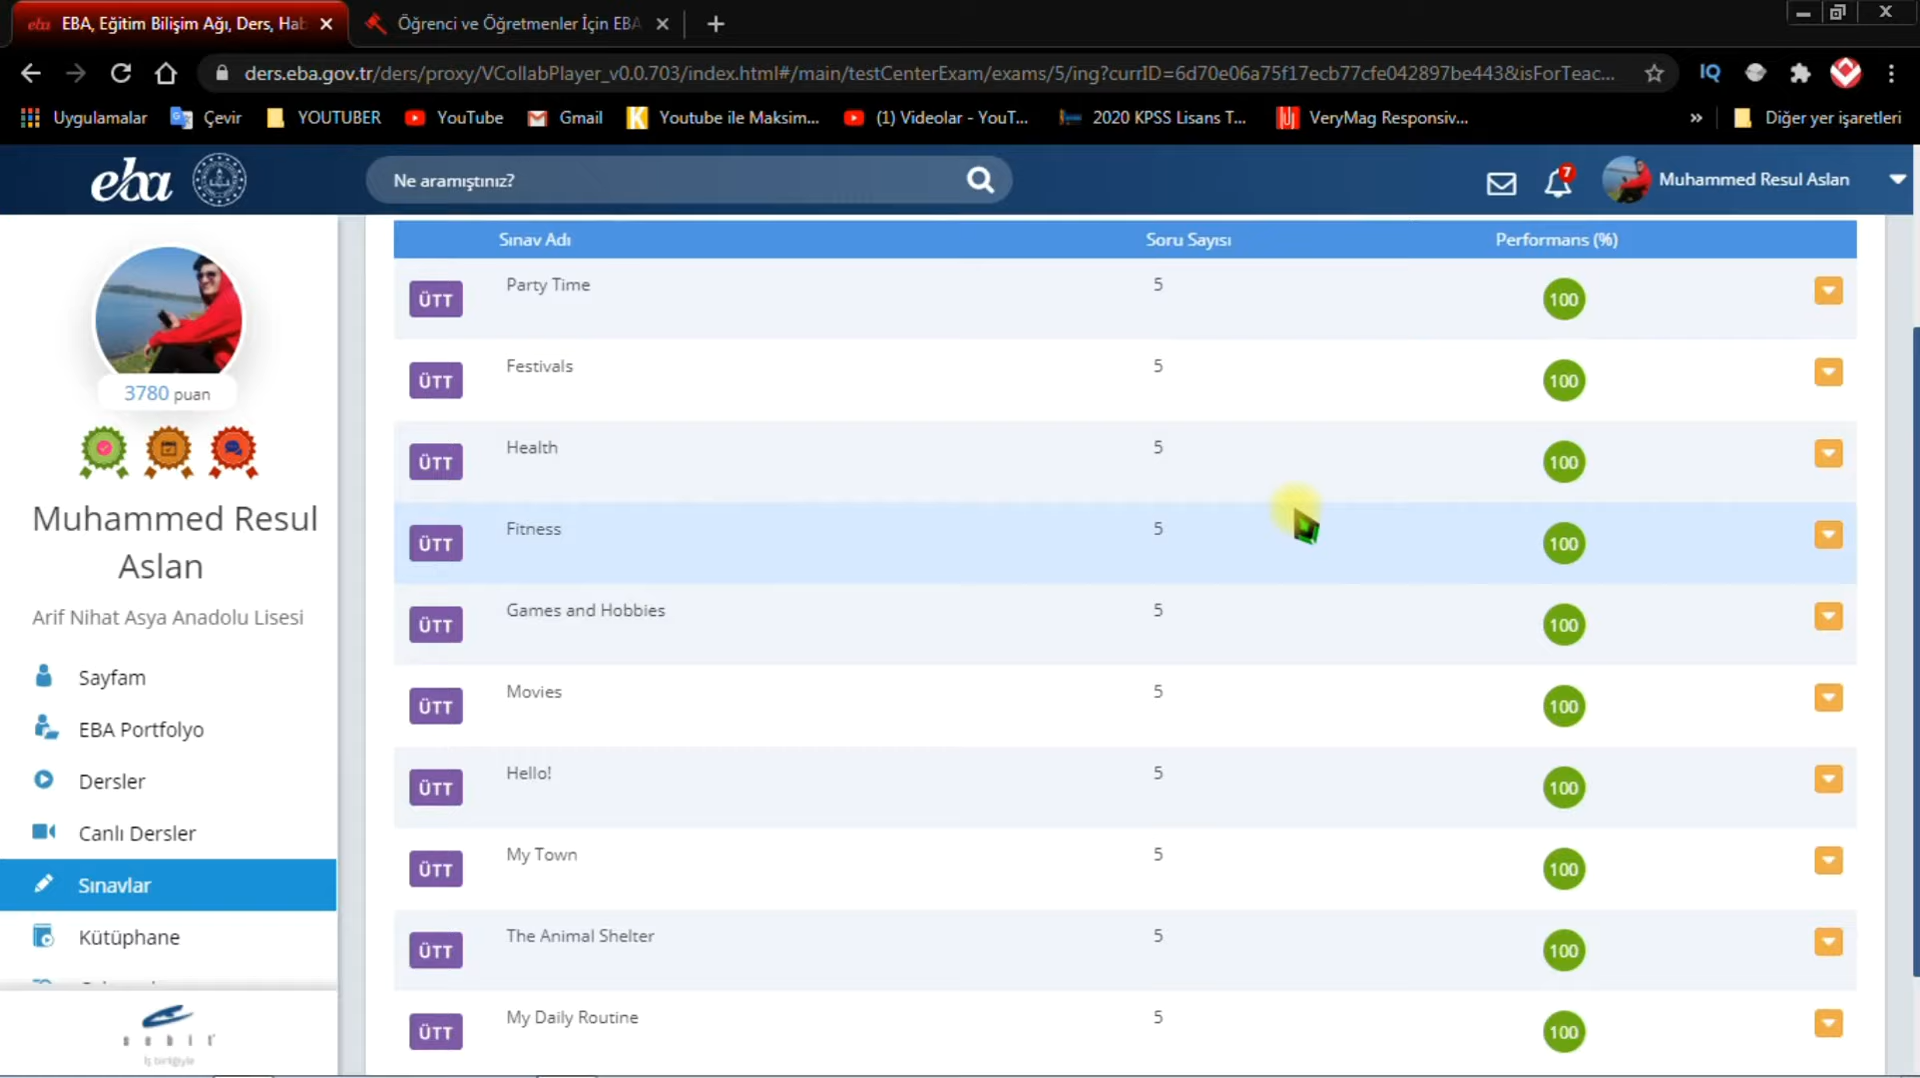 eba EBA, Eğitim Bilişim Ağı, Ders, Hab
Öğrenci ve Öğretmenler İçin EBA
ders.eba.gov.tr/ders/proxy/VCollabPlayer_v0.0.703/index.html#/main/testCenterExam/exams/5/ing?currID=6d70e06a75f17ecb77cfe042897be443&isForTeac...
IQ
Uygulamalar Çevir YOUTUBER YouTube Gmail Youtube ile Maksim... (1) Videolar - YouT... 2020 KPSS Lisans T... VeryMag Responsiv... » Diğer yer işaretleri
eba Ne aramıştınız? 7 Muhammed Resul Aslan
3780 puan
Muhammed Resul
Aslan
Arif Nihat Asya Anadolu Lisesi
Sayfam
EBA Portfolyo
Dersler
Canlı Dersler
Sınavlar
Kütüphane
sebit
İş birliğiyle
Sınav Adı Soru Sayısı Performans (%)
ÜTT Party Time 5 100
ÜTT Festivals 5 100
ÜTT Health 5 100
ÜTT Fitness 5 100
ÜTT Games and Hobbies 5 100
ÜTT Movies 5 100
ÜTT Hello! 5 100
ÜTT My Town 5 100
ÜTT The Animal Shelter 5 100
ÜTT My Daily Routine 5 100